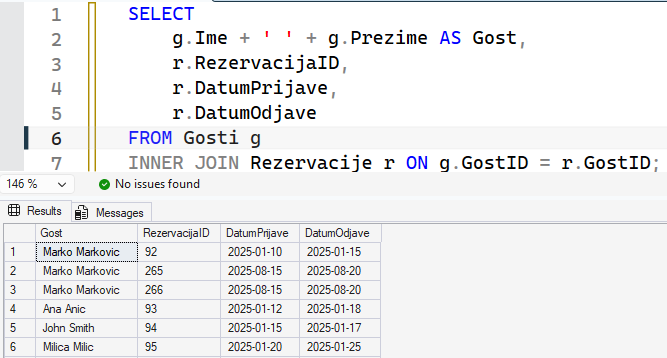 1 SELECT
2 g.Ime + ' ' + g.Prezime AS Gost,
3 r.RezervacijaID,
4 r.DatumPrijave,
5 r.DatumOdjave
6 FROM Gosti g
7 INNER JOIN Rezervacije r ON g.GostID = r.GostID;
146 % No issues found
Results Messages
Gost RezervacijaID DatumPrijave DatumOdjave
1 Marko Markovic 92 2025-01-10 2025-01-15
2 Marko Markovic 265 2025-08-15 2025-08-20
3 Marko Markovic 266 2025-08-15 2025-08-20
4 Ana Anic 93 2025-01-12 2025-01-18
5 John Smith 94 2025-01-15 2025-01-17
6 Milica Milic 95 2025-01-20 2025-01-25